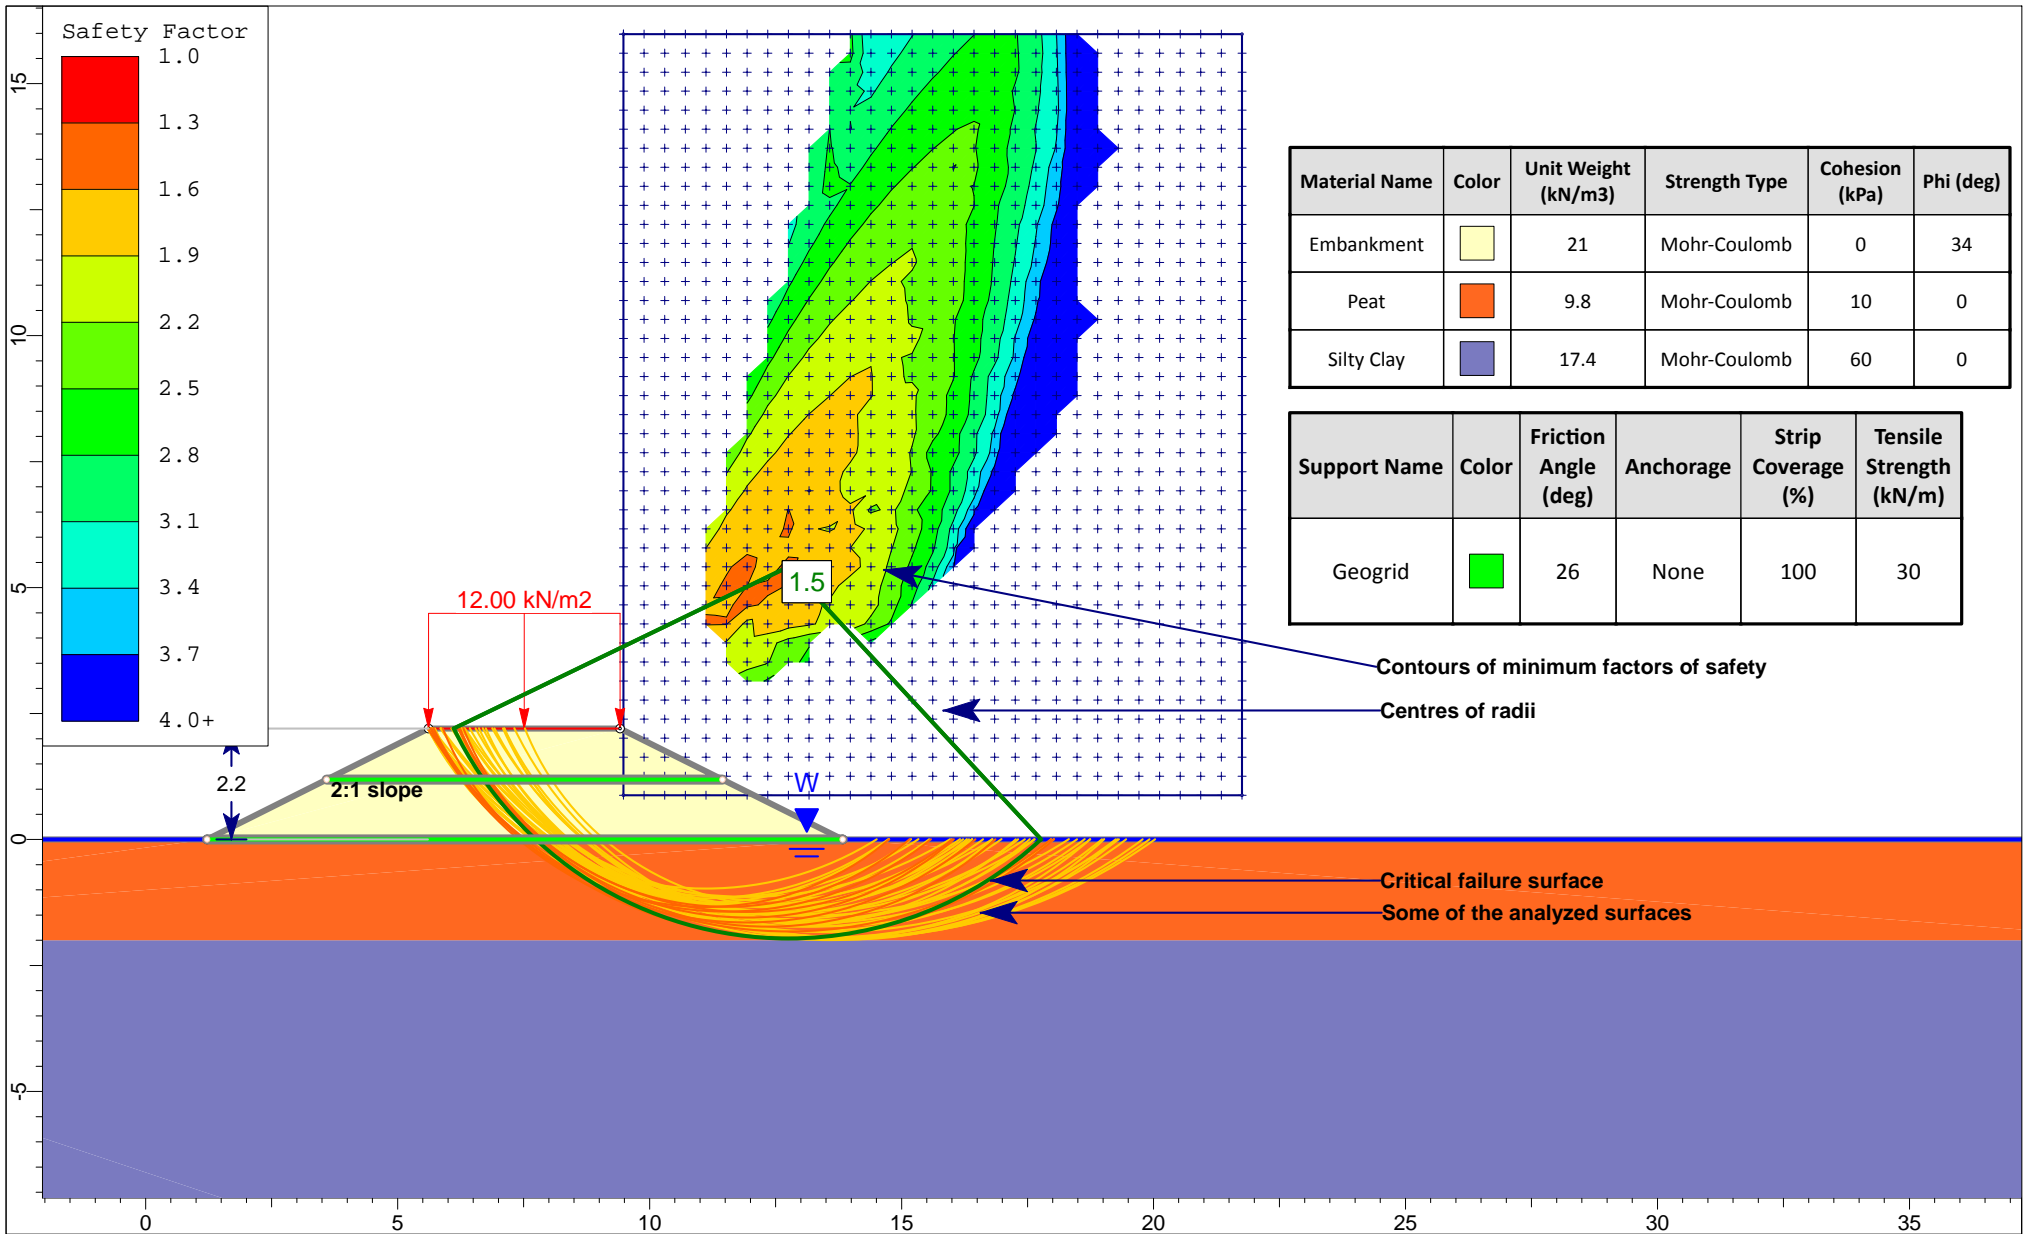 Safety Factor
1.0
1.3
1.6
1.9
2.2
2.5
2.8
3.1
3.4
3.7
4.0+
15
10
5
0
-5
Material Name Color Unit Weight (kN/m3) Strength Type Cohesion (kPa) Phi (deg)
Embankment 21 Mohr-Coulomb 0 34
Peat 9.8 Mohr-Coulomb 10 0
Silty Clay 17.4 Mohr-Coulomb 60 0
Support Name Color Friction Angle (deg) Anchorage Strip Coverage (%) Tensile Strength (kN/m)
Geogrid 26 None 100 30
1.5
12.00 kN/m2
Contours of minimum factors of safety
Centres of radii
2.2
2:1 slope
W
Critical failure surface
Some of the analyzed surfaces
0 5 10 15 20 25 30 35